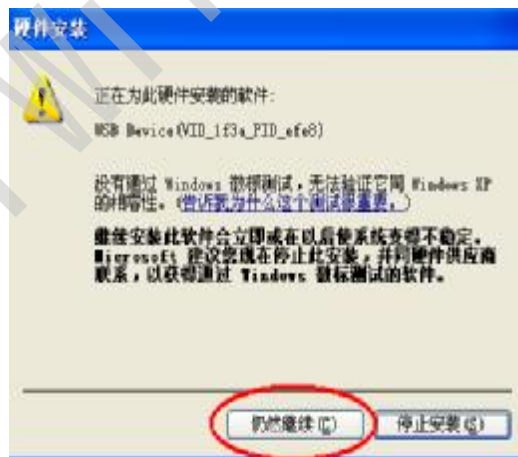 硬件安装
正在为此硬件安装的软件:
USB Device(VID_1f3a_PID_efe8)
没有通过 Windows 徽标测试，无法验证它同 Windows XP
的相容性。(告诉我为什么这个测试很重要。)
继续安装此软件会立即或在以后使系统变得不稳定。
Microsoft 建议您现在停止此安装，并同硬件供应商
联系，以获得通过 Windows 徽标测试的软件。
仍然继续(C)
停止安装(S)